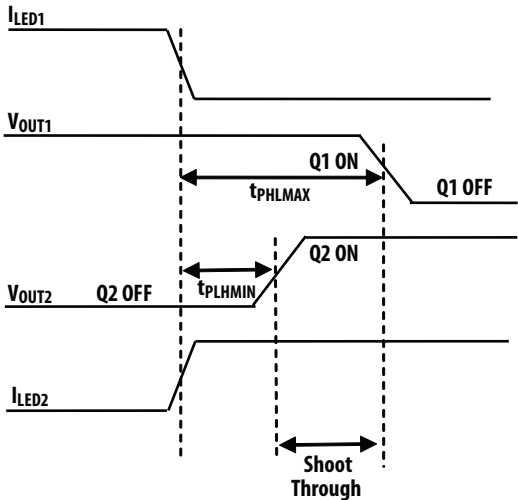 ILED1
VOUT1
Q1 ON
Q1 OFF
tPHLMAX
Q2 ON
VOUT2 Q2 OFF tPLHMIN
ILED2
Shoot
Through